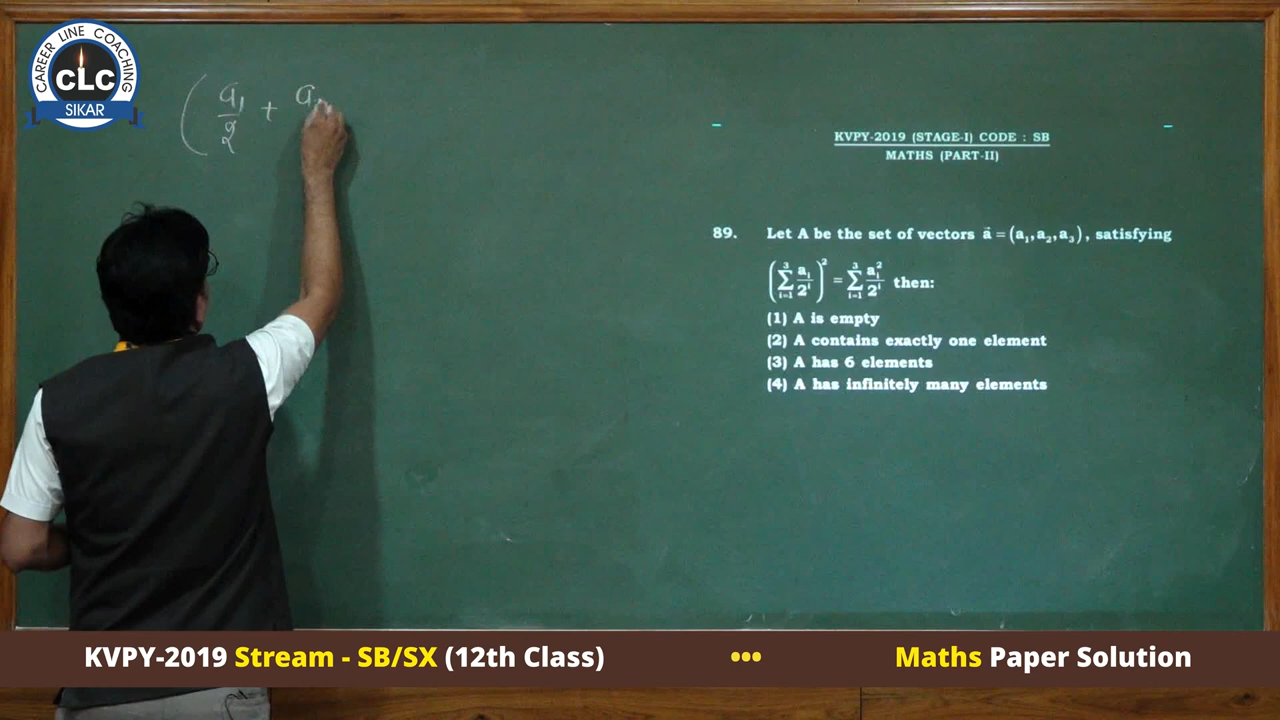 CAREER LINE COACHING
CLC
SIKAR
( a₁/2 + a
KVPY-2019 (STAGE-I) CODE : SB
MATHS (PART-II)
89. Let A be the set of vectors a⃗ = (a₁,a₂,a₃), satisfying
(∑_{i=1}^{3} a_i/2^i)² = ∑_{i=1}^{3} a_i²/2^i then:
(1) A is empty
(2) A contains exactly one element
(3) A has 6 elements
(4) A has infinitely many elements
KVPY-2019 Stream - SB/SX (12th Class) ••• Maths Paper Solution